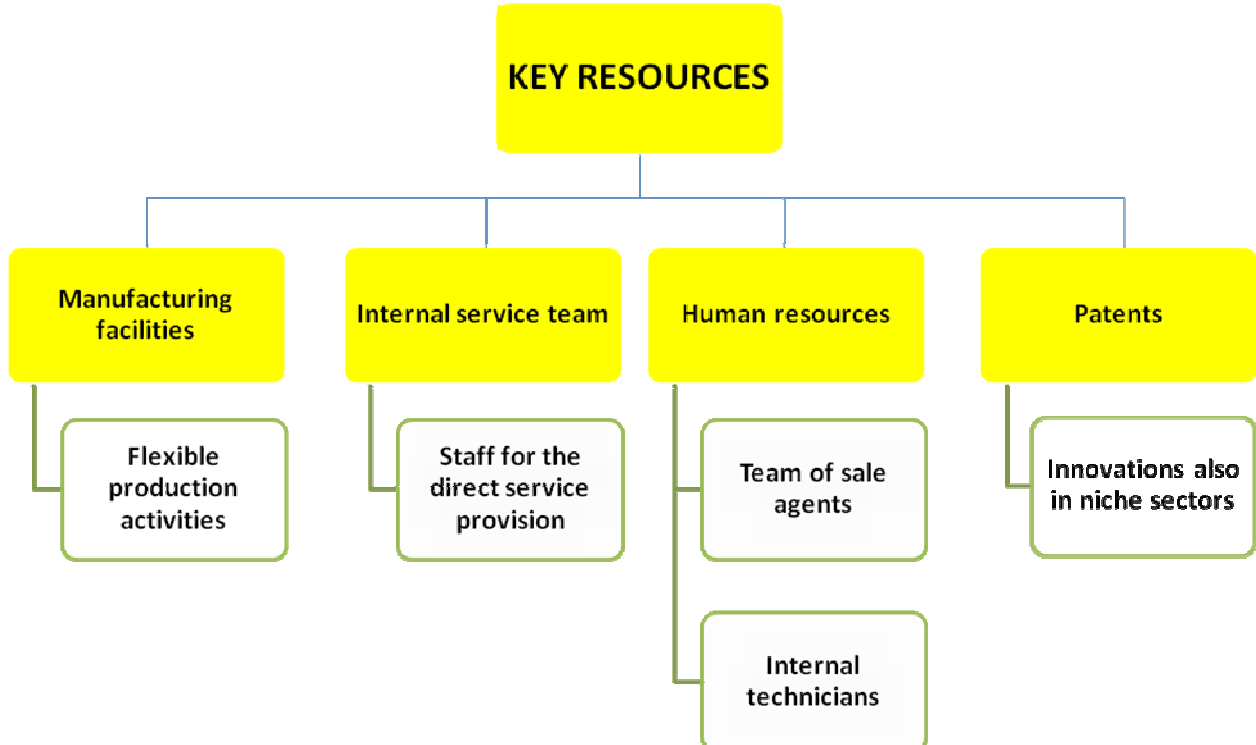 KEY RESOURCES
Manufacturing
facilities
Internal service team
Human resources
Patents
Flexible
production
activities
Staff for the
direct service
provision
Team of sale
agents
Innovations also
in niche sectors
Internal
technicians